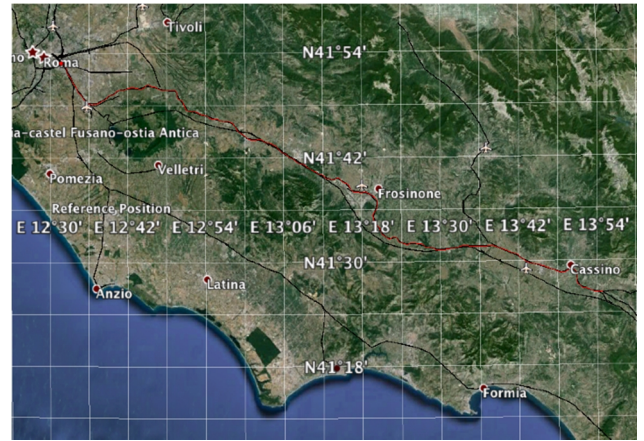 Tivoli
N41°54'
no
Roma
a-castel Fusano-ostia Antica
N41°42'
Pomezia
Velletri
Frosinone
Reference Position
E 12°30' E 12°42' E 12°54' E 13°06' E 13°18' E 13°30' E 13°42' E 13°54'
N41°30'
Cassino
Latina
Anzio
N41°18'
Formia